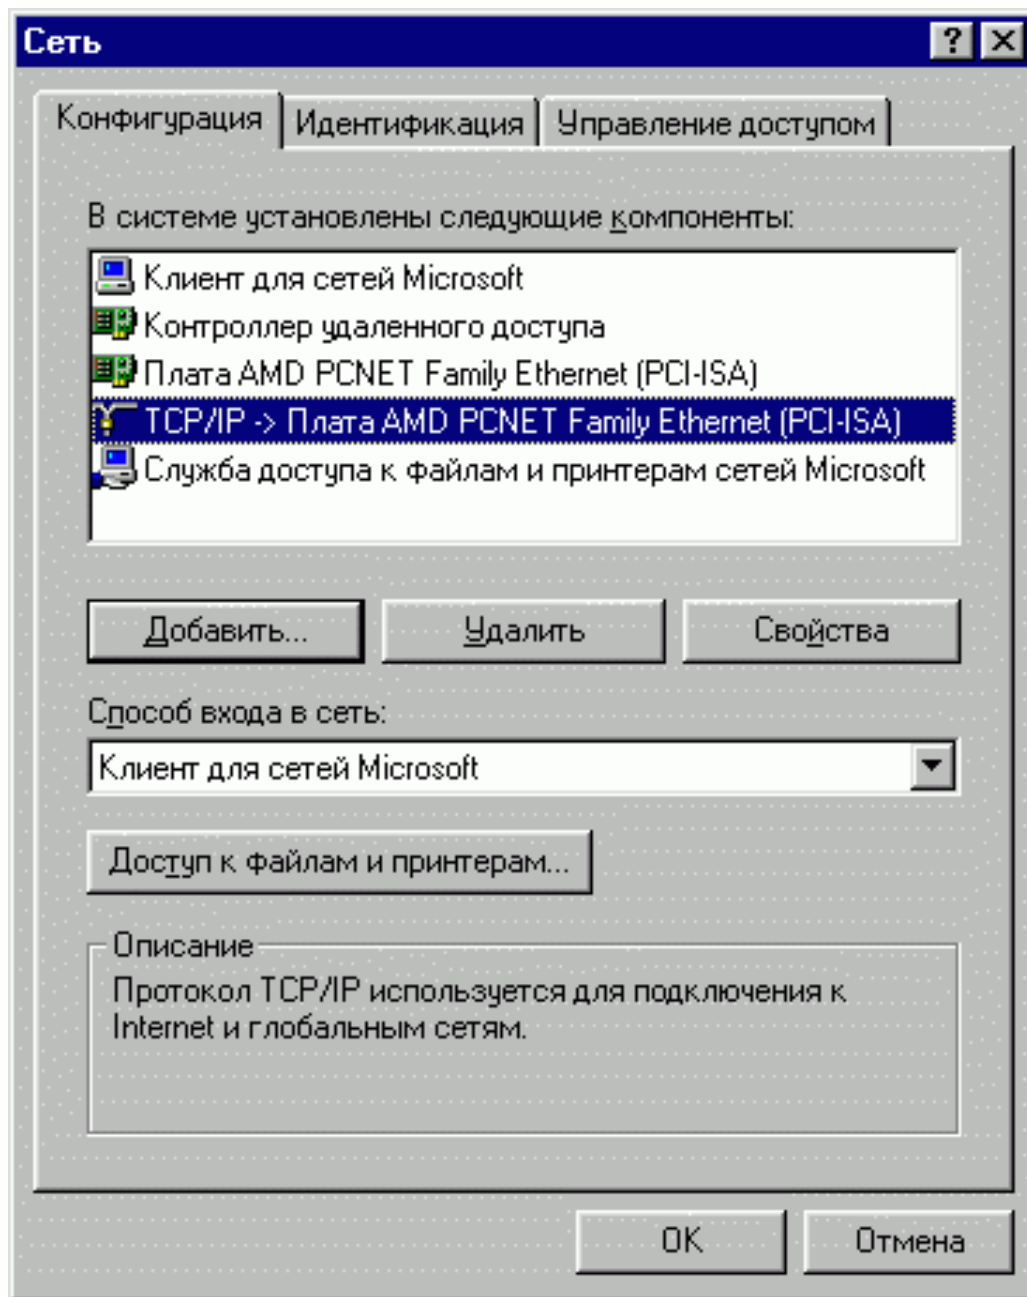 Сеть
Конфигурация
Идентификация
Управление доступом
В системе установлены следующие компоненты:
Клиент для сетей Microsoft
Контроллер удаленного доступа
Плата AMD PCNET Family Ethernet (PCI-ISA)
TCP/IP -> Плата AMD PCNET Family Ethernet (PCI-ISA)
Служба доступа к файлам и принтерам сетей Microsoft
Добавить...
Удалить
Свойства
Способ входа в сеть:
Клиент для сетей Microsoft
Доступ к файлам и принтерам...
Описание
Протокол TCP/IP используется для подключения к
Internet и глобальным сетям.
OK
Отмена